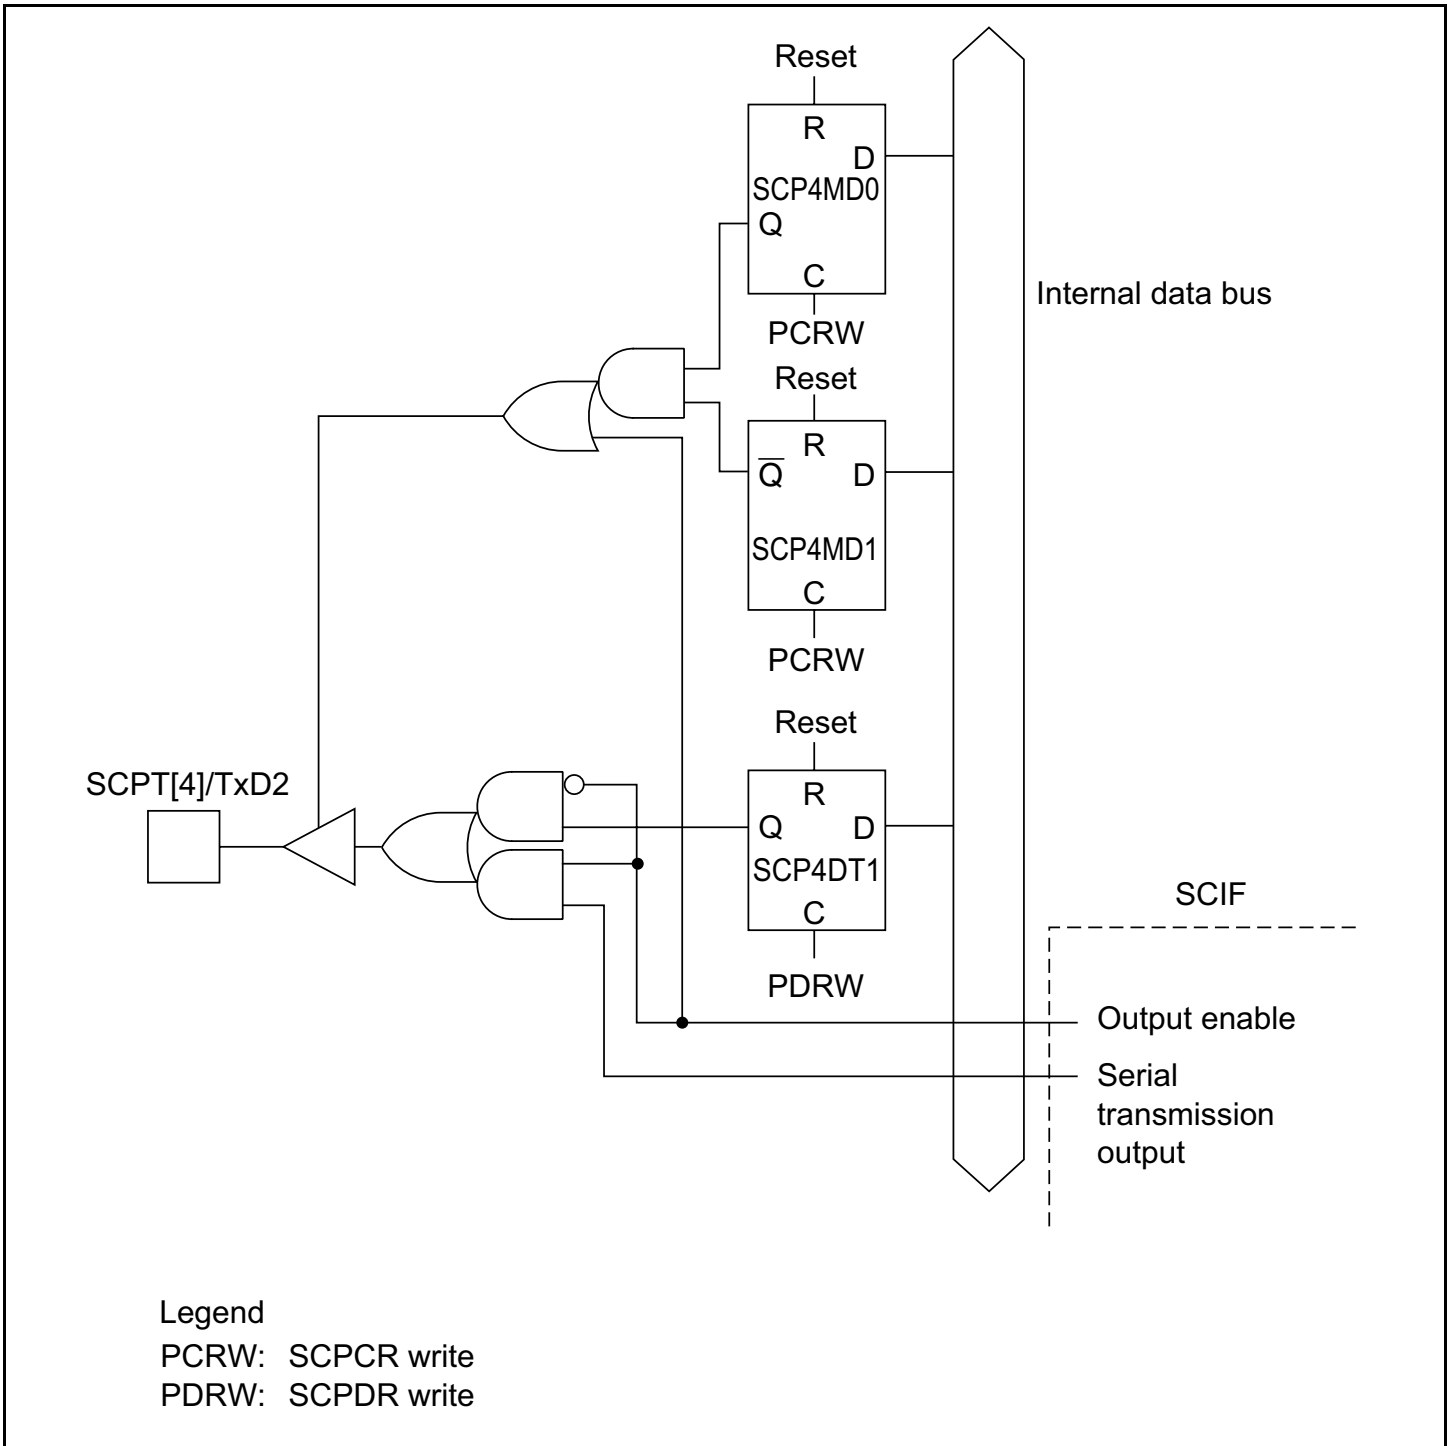 Reset
R
D
SCP4MD0
Q
C
PCRW
Internal data bus
Reset
R
Q̅
D
SCP4MD1
C
PCRW
Reset
SCPT[4]/TxD2
R
Q
D
SCP4DT1
C
PDRW
SCIF
Output enable
Serial
transmission
output
Legend
PCRW: SCPCR write
PDRW: SCPDR write